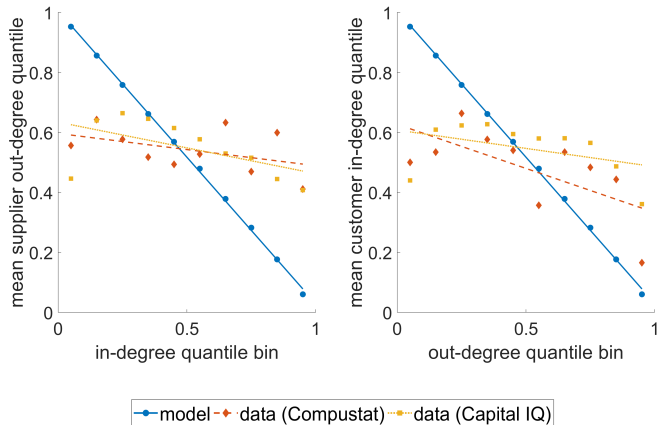 mean supplier out-degree quantile
1
0.8
0.6
0.4
0.2
0
0
0.5
1
in-degree quantile bin
mean customer in-degree quantile
1
0.8
0.6
0.4
0.2
0
0
0.5
1
out-degree quantile bin
model
data (Compustat)
data (Capital IQ)